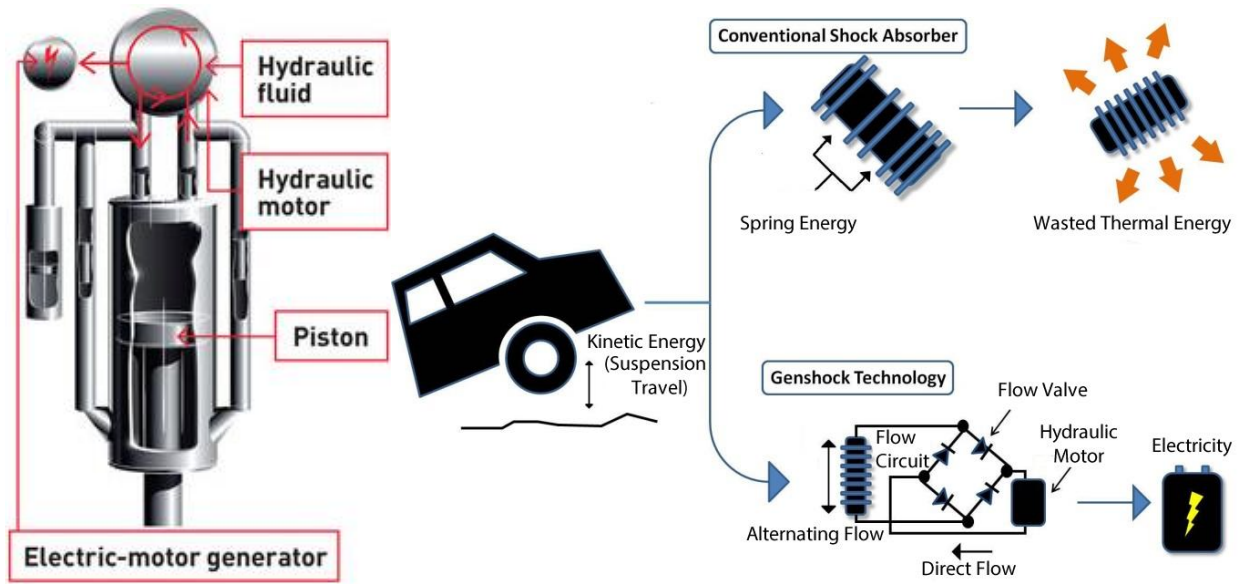 Hydraulic
fluid
Hydraulic
motor
Piston
Electric-motor generator
Conventional Shock Absorber
Spring Energy
Wasted Thermal Energy
Kinetic Energy
(Suspension
Travel)
Genshock Technology
Flow Valve
Flow
Circuit
Hydraulic
Motor
Electricity
Alternating Flow
Direct Flow